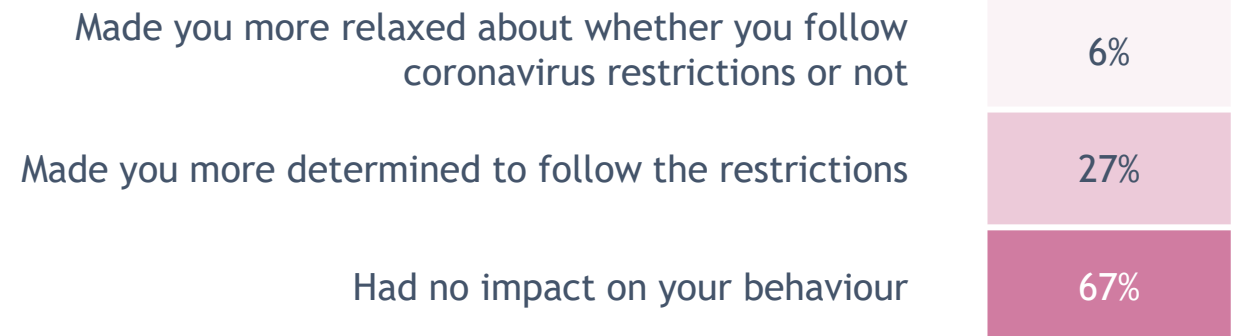 Made you more relaxed about whether you follow
coronavirus restrictions or not
6%
Made you more determined to follow the restrictions
27%
Had no impact on your behaviour
67%